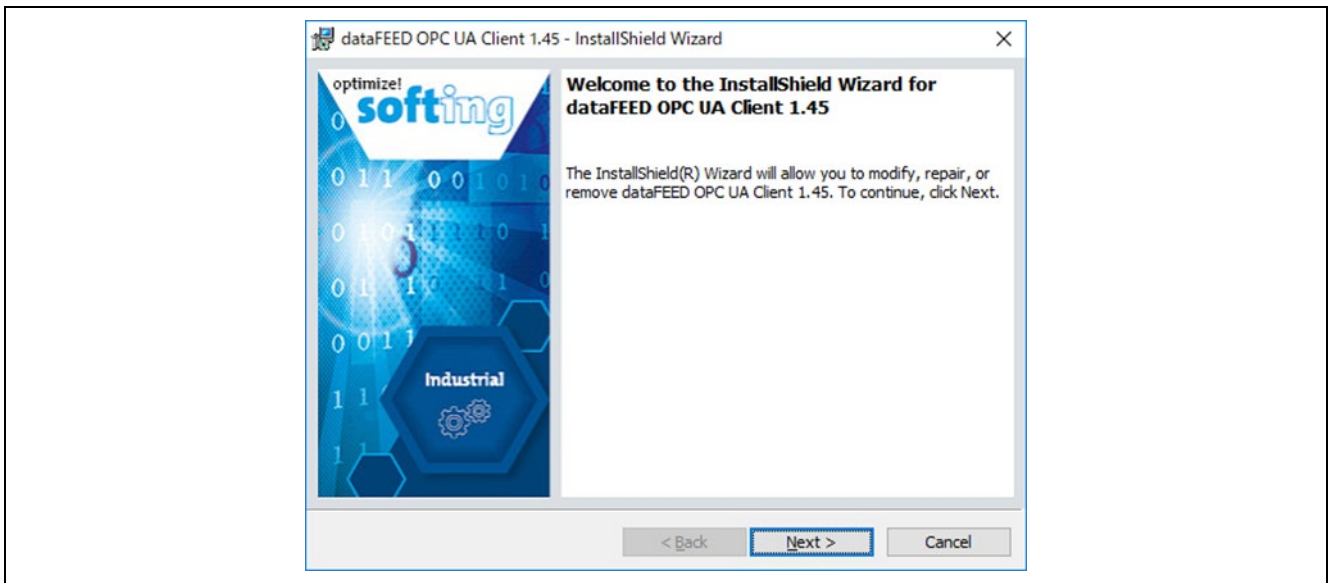 dataFEED OPC UA Client 1.45 - InstallShield Wizard
optimize!
softing
Welcome to the InstallShield Wizard for
dataFEED OPC UA Client 1.45
The InstallShield(R) Wizard will allow you to modify, repair, or
remove dataFEED OPC UA Client 1.45. To continue, click Next.
Industrial
< Back
Next >
Cancel